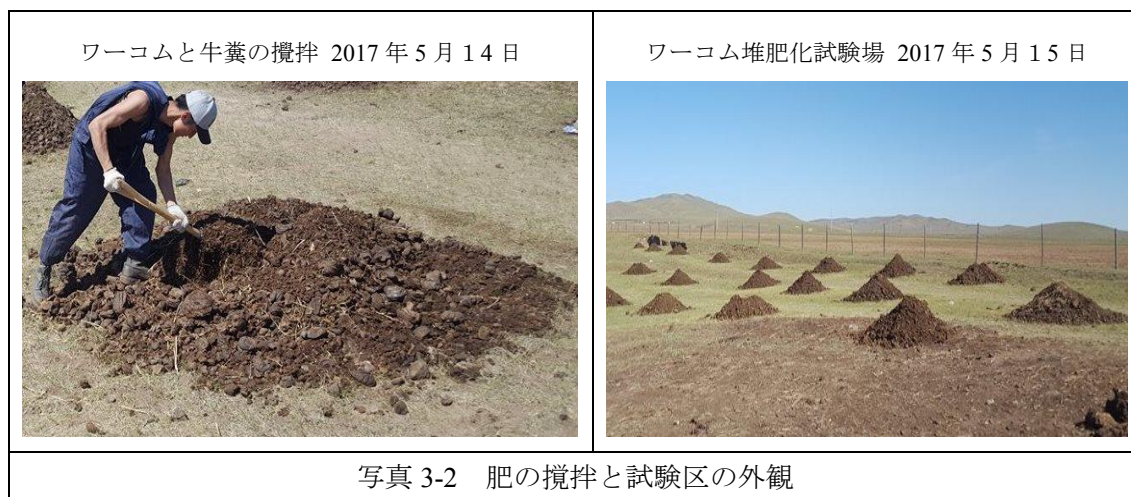 ワーコムと牛糞の攪拌 2017年5月14日
ワーコム堆肥化試験場 2017年5月15日
写真 3-2 肥の攪拌と試験区の外観